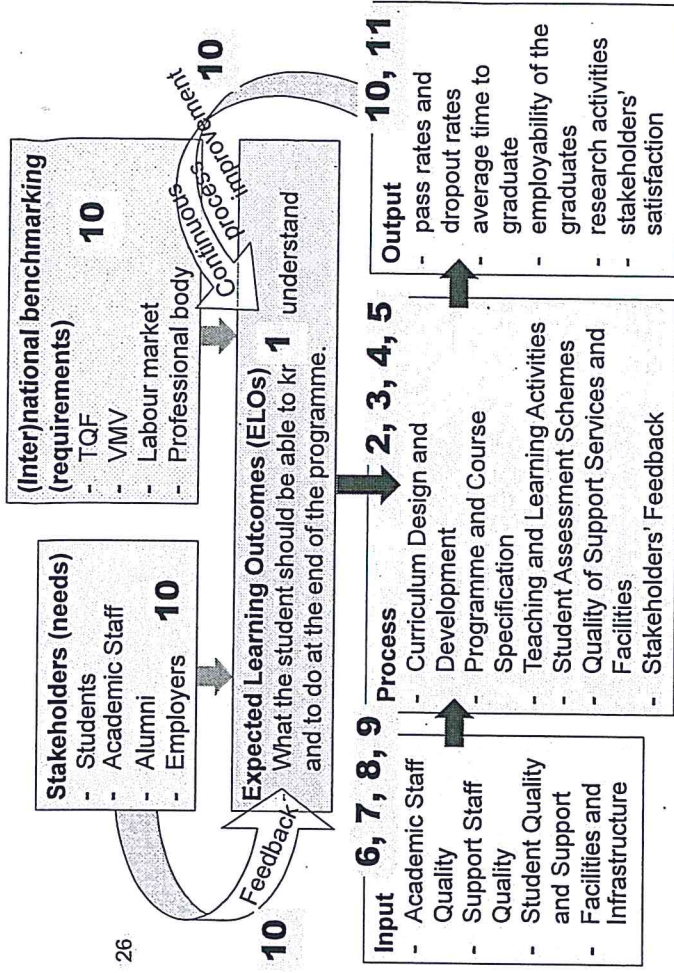 26
Stakeholders (needs)
- Students
- Academic Staff
- Alumni
- Employers
10
(Inter)national benchmarking
(requirements)
- TQF
- VMV
- Labour market
- Professional body
10
Continuous
process
improvement
10
Feedback
10
Expected Learning Outcomes (ELOs)
What the student should be able to kr 1 understand
and to do at the end of the programme.
Input 6, 7, 8, 9
- Academic Staff
Quality
- Support Staff
Quality
- Student Quality
and Support
- Facilities and
Infrastructure
Process 2, 3, 4, 5
- Curriculum Design and
Development
- Programme and Course
Specification
- Teaching and Learning Activities
- Student Assessment Schemes
- Quality of Support Services and
Facilities
- Stakeholders' Feedback
Output 10, 11
- pass rates and
dropout rates
- average time to
graduate
- employability of the
graduates
- research activities
- stakeholders'
satisfaction